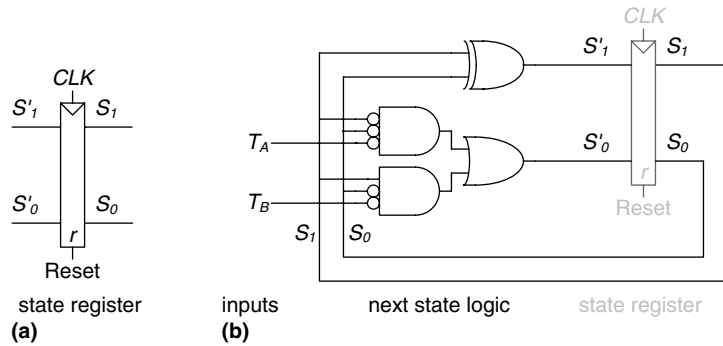 CLK
S'1
S1
S'0
S0
r
Reset
state register
(a)
CLK
S'1
S1
TA
S'0
S0
r
TB
Reset
S1
S0
inputs
next state logic
state register
(b)